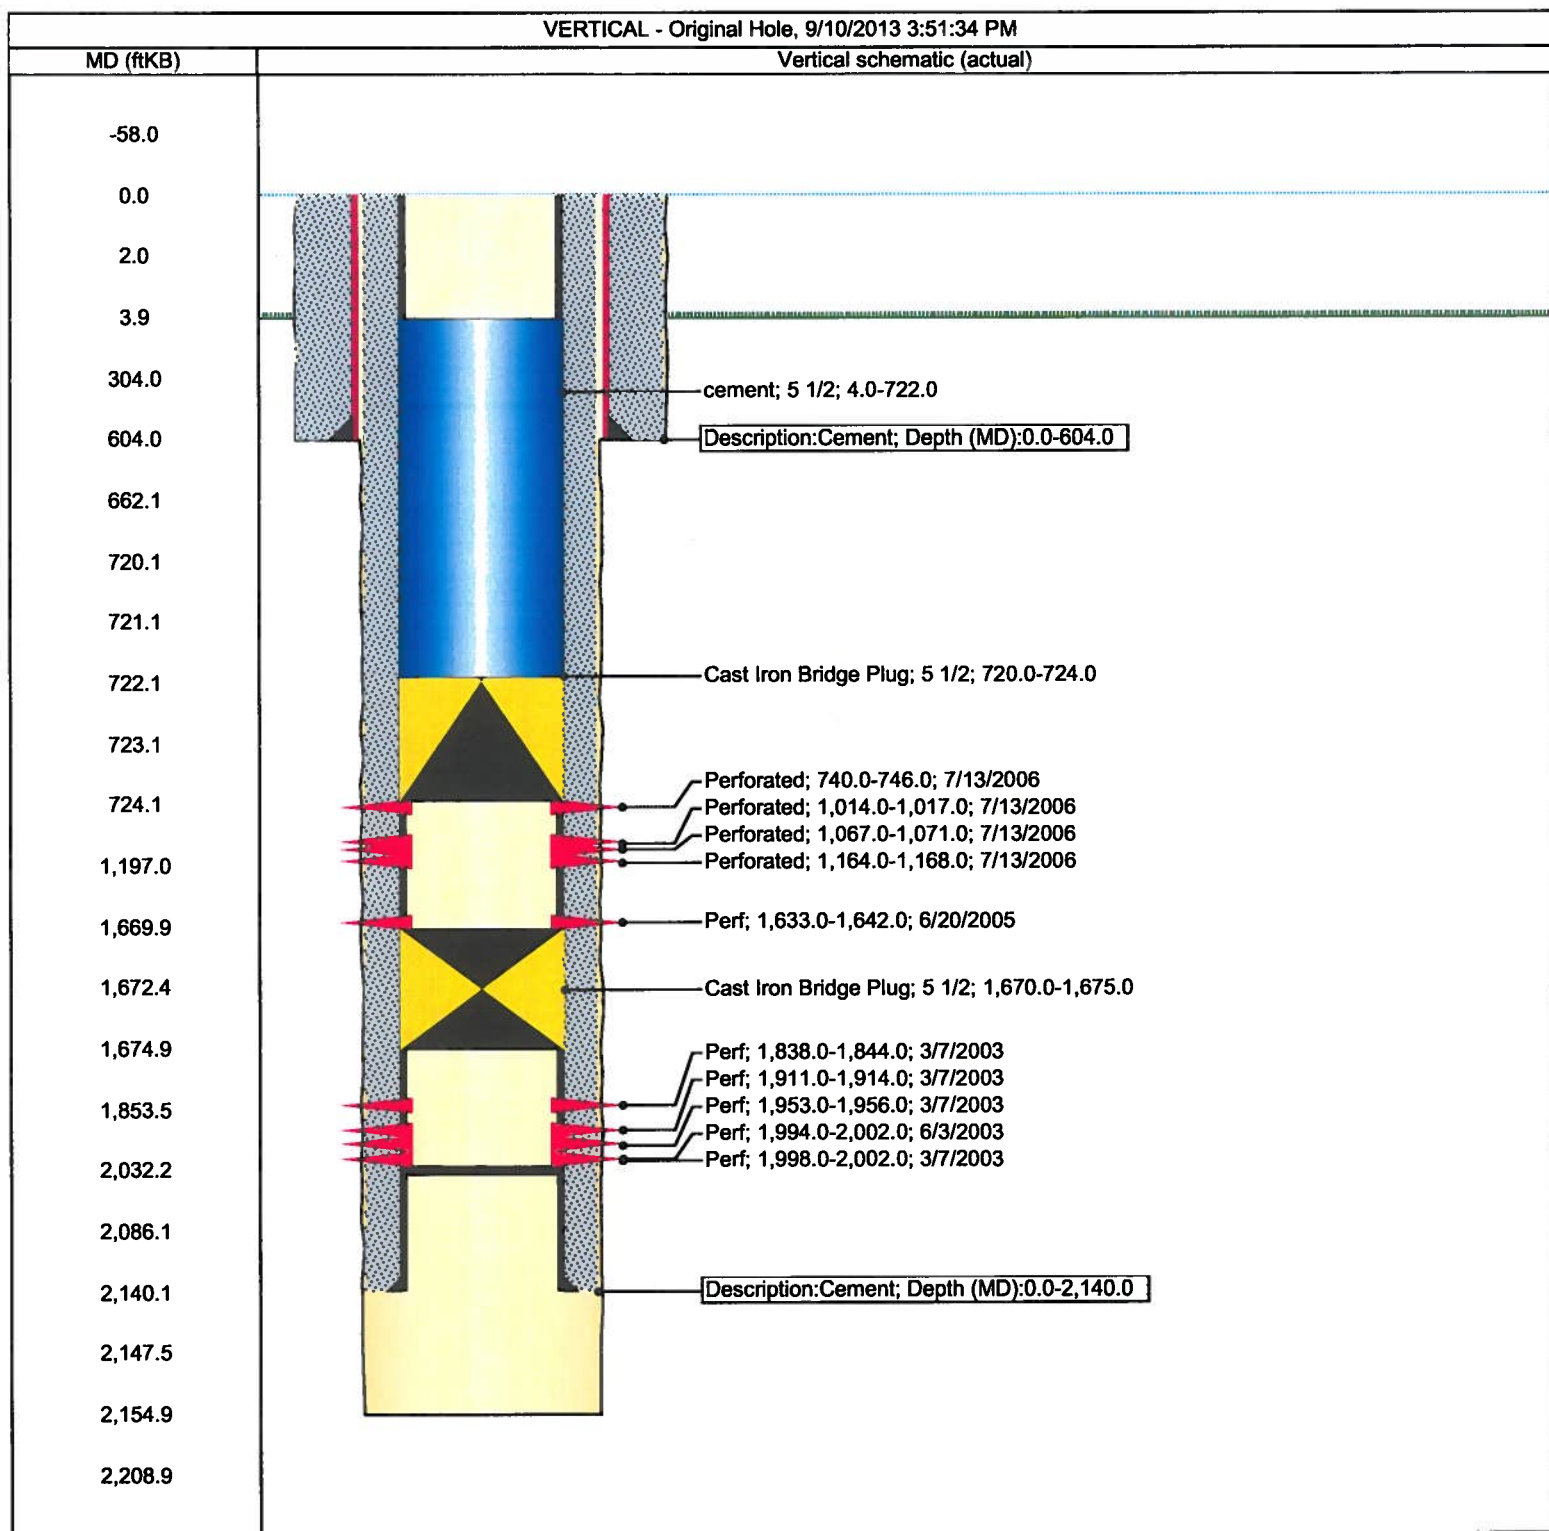 VERTICAL - Original Hole, 9/10/2013 3:51:34 PM
MD (ftKB)
Vertical schematic (actual)
-58.0
0.0
2.0
3.9
304.0
cement; 5 1/2; 4.0-722.0
604.0
Description:Cement; Depth (MD):0.0-604.0
662.1
720.1
721.1
722.1
Cast Iron Bridge Plug; 5 1/2; 720.0-724.0
723.1
Perforated; 740.0-746.0; 7/13/2006
724.1
Perforated; 1,014.0-1,017.0; 7/13/2006
Perforated; 1,067.0-1,071.0; 7/13/2006
1,197.0
Perforated; 1,164.0-1,168.0; 7/13/2006
1,669.9
Perf; 1,633.0-1,642.0; 6/20/2005
1,672.4
Cast Iron Bridge Plug; 5 1/2; 1,670.0-1,675.0
1,674.9
Perf; 1,838.0-1,844.0; 3/7/2003
Perf; 1,911.0-1,914.0; 3/7/2003
1,853.5
Perf; 1,953.0-1,956.0; 3/7/2003
Perf; 1,994.0-2,002.0; 6/3/2003
2,032.2
Perf; 1,998.0-2,002.0; 3/7/2003
2,086.1
2,140.1
Description:Cement; Depth (MD):0.0-2,140.0
2,147.5
2,154.9
2,208.9